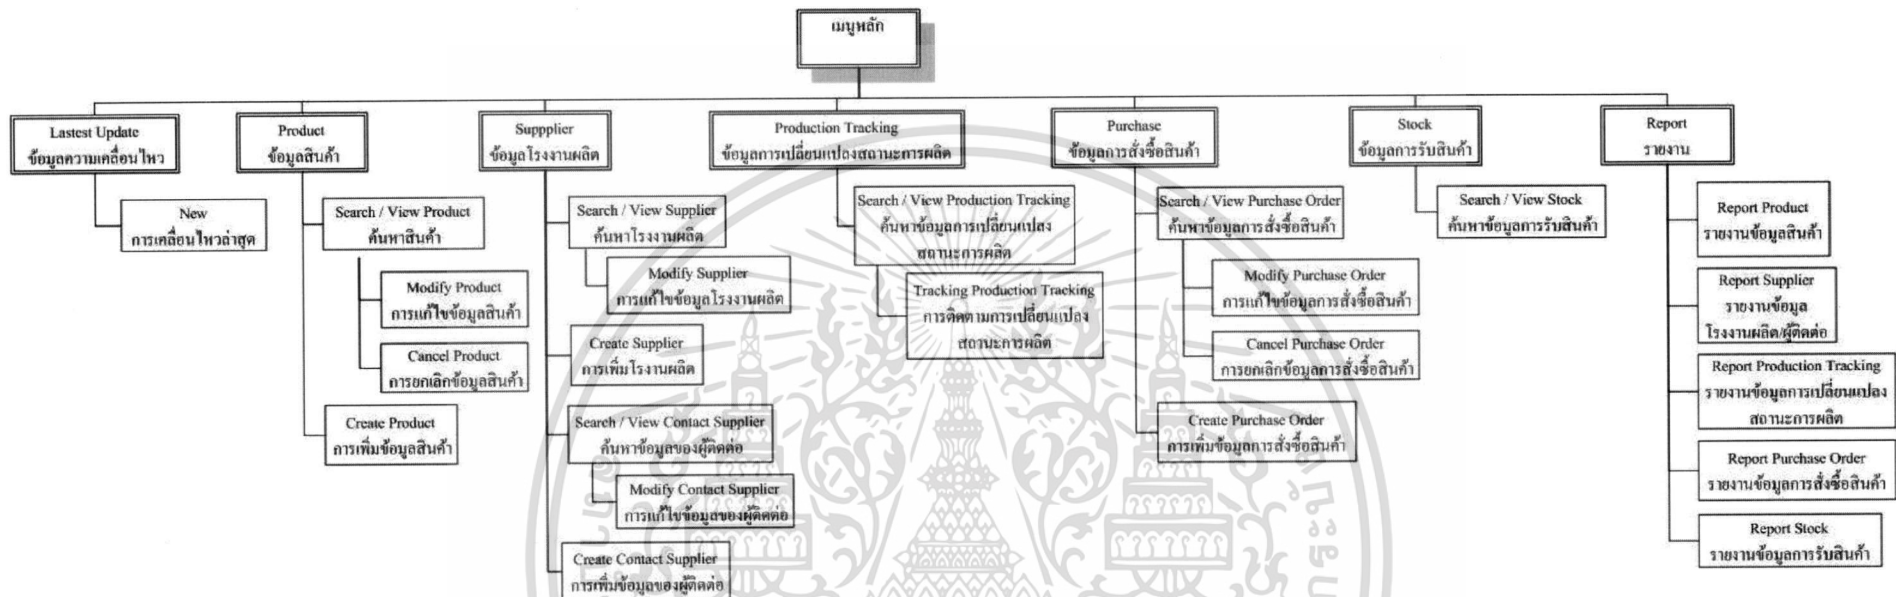 เมนูหลัก
Lastest Update
ข้อมูลความเคลื่อนไหว
New
การเคลื่อนไหวล่าสุด
Product
ข้อมูลสินค้า
Search / View Product
ค้นหาสินค้า
Modify Product
การแก้ไขข้อมูลสินค้า
Cancel Product
การยกเลิกข้อมูลสินค้า
Create Product
การเพิ่มข้อมูลสินค้า
Suppplier
ข้อมูลโรงงานผลิต
Search / View Supplier
ค้นหาโรงงานผลิต
Modify Supplier
การแก้ไขข้อมูลโรงงานผลิต
Create Supplier
การเพิ่มโรงงานผลิต
Search / View Contact Supplier
ค้นหาข้อมูลของผู้ติดต่อ
Modify Contact Supplier
การแก้ไขข้อมูลของผู้ติดต่อ
Create Contact Supplier
การเพิ่มข้อมูลของผู้ติดต่อ
Production Tracking
ข้อมูลการเปลี่ยนแปลงสถานะการผลิต
Search / View Production Tracking
ค้นหาข้อมูลการเปลี่ยนแปลง
สถานะการผลิต
Tracking Production Tracking
การติดตามการเปลี่ยนแปลง
สถานะการผลิต
Purchase
ข้อมูลการสั่งซื้อสินค้า
Search / View Purchase Order
ค้นหาข้อมูลการสั่งซื้อสินค้า
Modify Purchase Order
การแก้ไขข้อมูลการสั่งซื้อสินค้า
Cancel Purchase Order
การยกเลิกข้อมูลการสั่งซื้อสินค้า
Create Purchase Order
การเพิ่มข้อมูลการสั่งซื้อสินค้า
Stock
ข้อมูลการรับสินค้า
Search / View Stock
ค้นหาข้อมูลการรับสินค้า
Report
รายงาน
Report Product
รายงานข้อมูลสินค้า
Report Supplier
รายงานข้อมูล
โรงงานผลิต/ผู้ติดต่อ
Report Production Tracking
รายงานข้อมูลการเปลี่ยนแปลง
สถานะการผลิต
Report Purchase Order
รายงานข้อมูลการสั่งซื้อสินค้า
Report Stock
รายงานข้อมูลการรับสินค้า